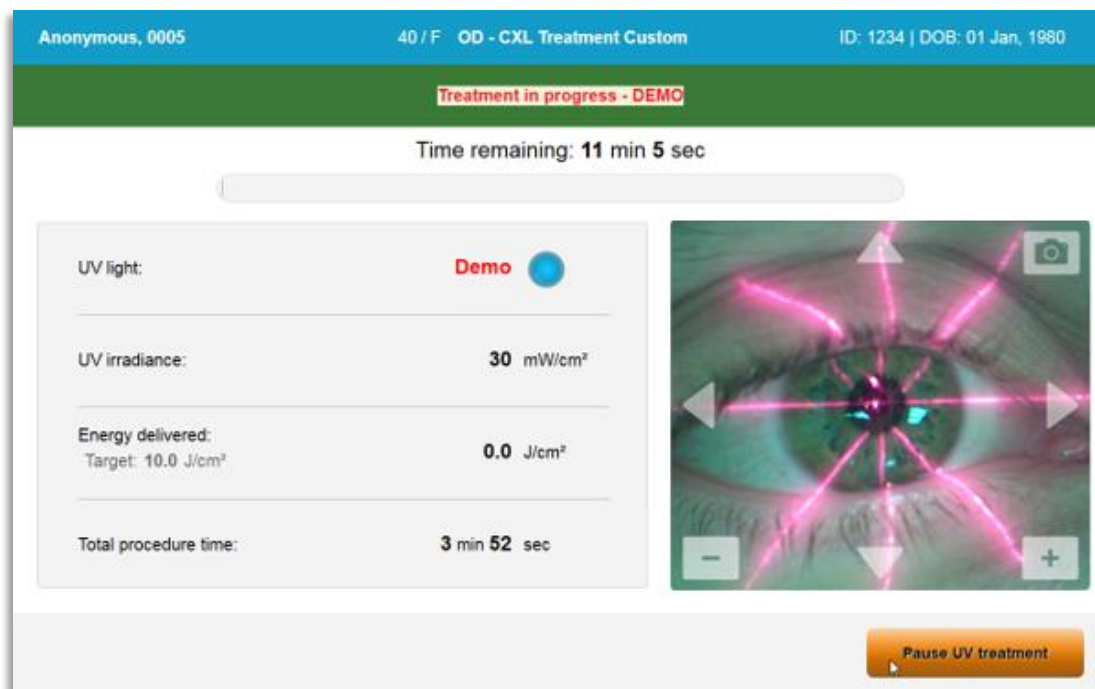 Anonymous, 0005 40 / F OD - CXL Treatment Custom ID: 1234 | DOB: 01 Jan, 1980
Treatment in progress - DEMO
Time remaining: 11 min 5 sec
UV light: Demo
UV irradiance: 30 mW/cm²
Energy delivered:
Target: 10.0 J/cm²
0.0 J/cm²
Total procedure time: 3 min 52 sec
Pause UV treatment